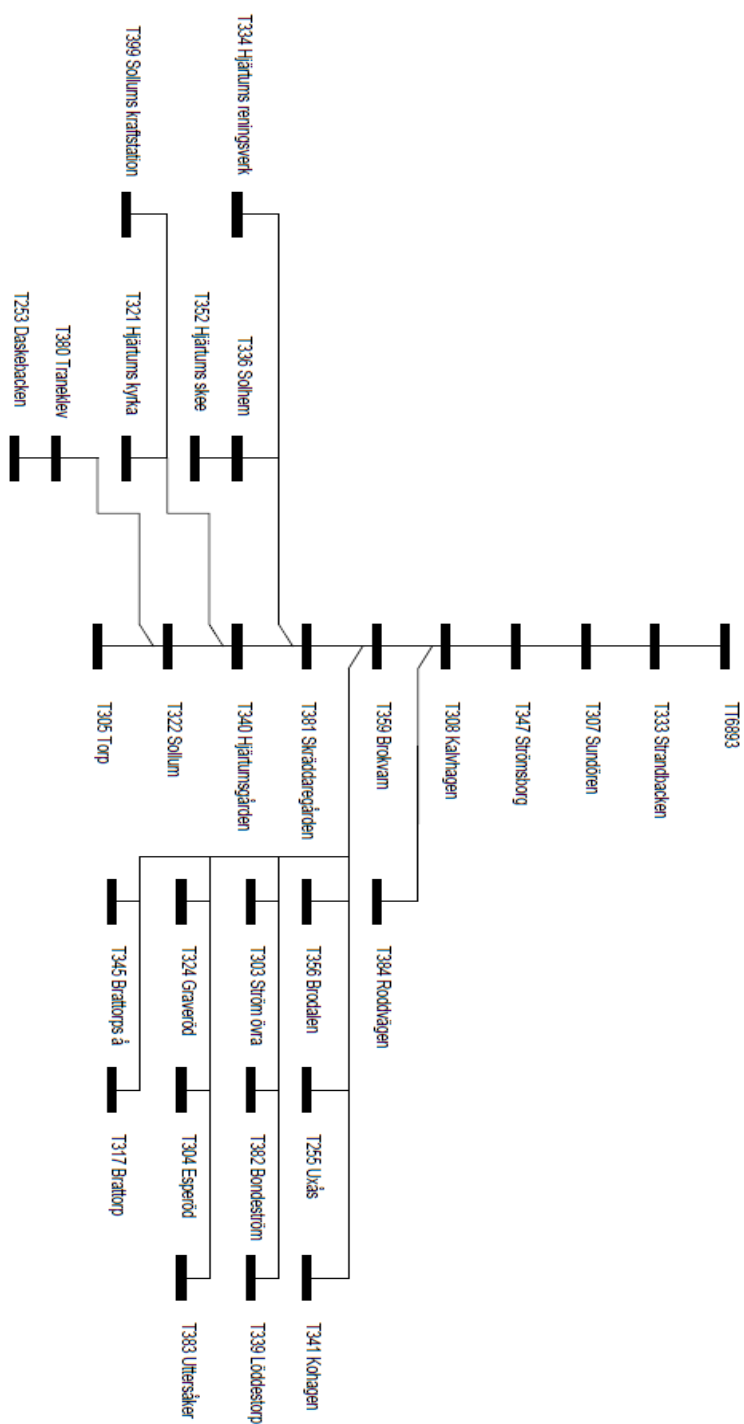 TT6893
T333 Strandbacken
T307 Sundören
T347 Strömsborg
T308 Kalvhagen
T384 Roddvägen
T359 Brokvarn
T381 Skräddaregården
T356 Brodalen
T255 Uxås
T341 Kohagen
T334 Hjärtums reningsverk
T336 Solhem
T340 Hjärtumsgården
T303 Ström övra
T382 Bondeström
T339 Löddestorp
T352 Hjärtums skee
T322 Sollum
T324 Graveröd
T304 Esperöd
T383 Uttersåker
T399 Sollums kraftstation
T321 Hjärtums kyrka
T305 Torp
T345 Brattorps å
T317 Brattorp
T380 Traneklev
T253 Daskebacken